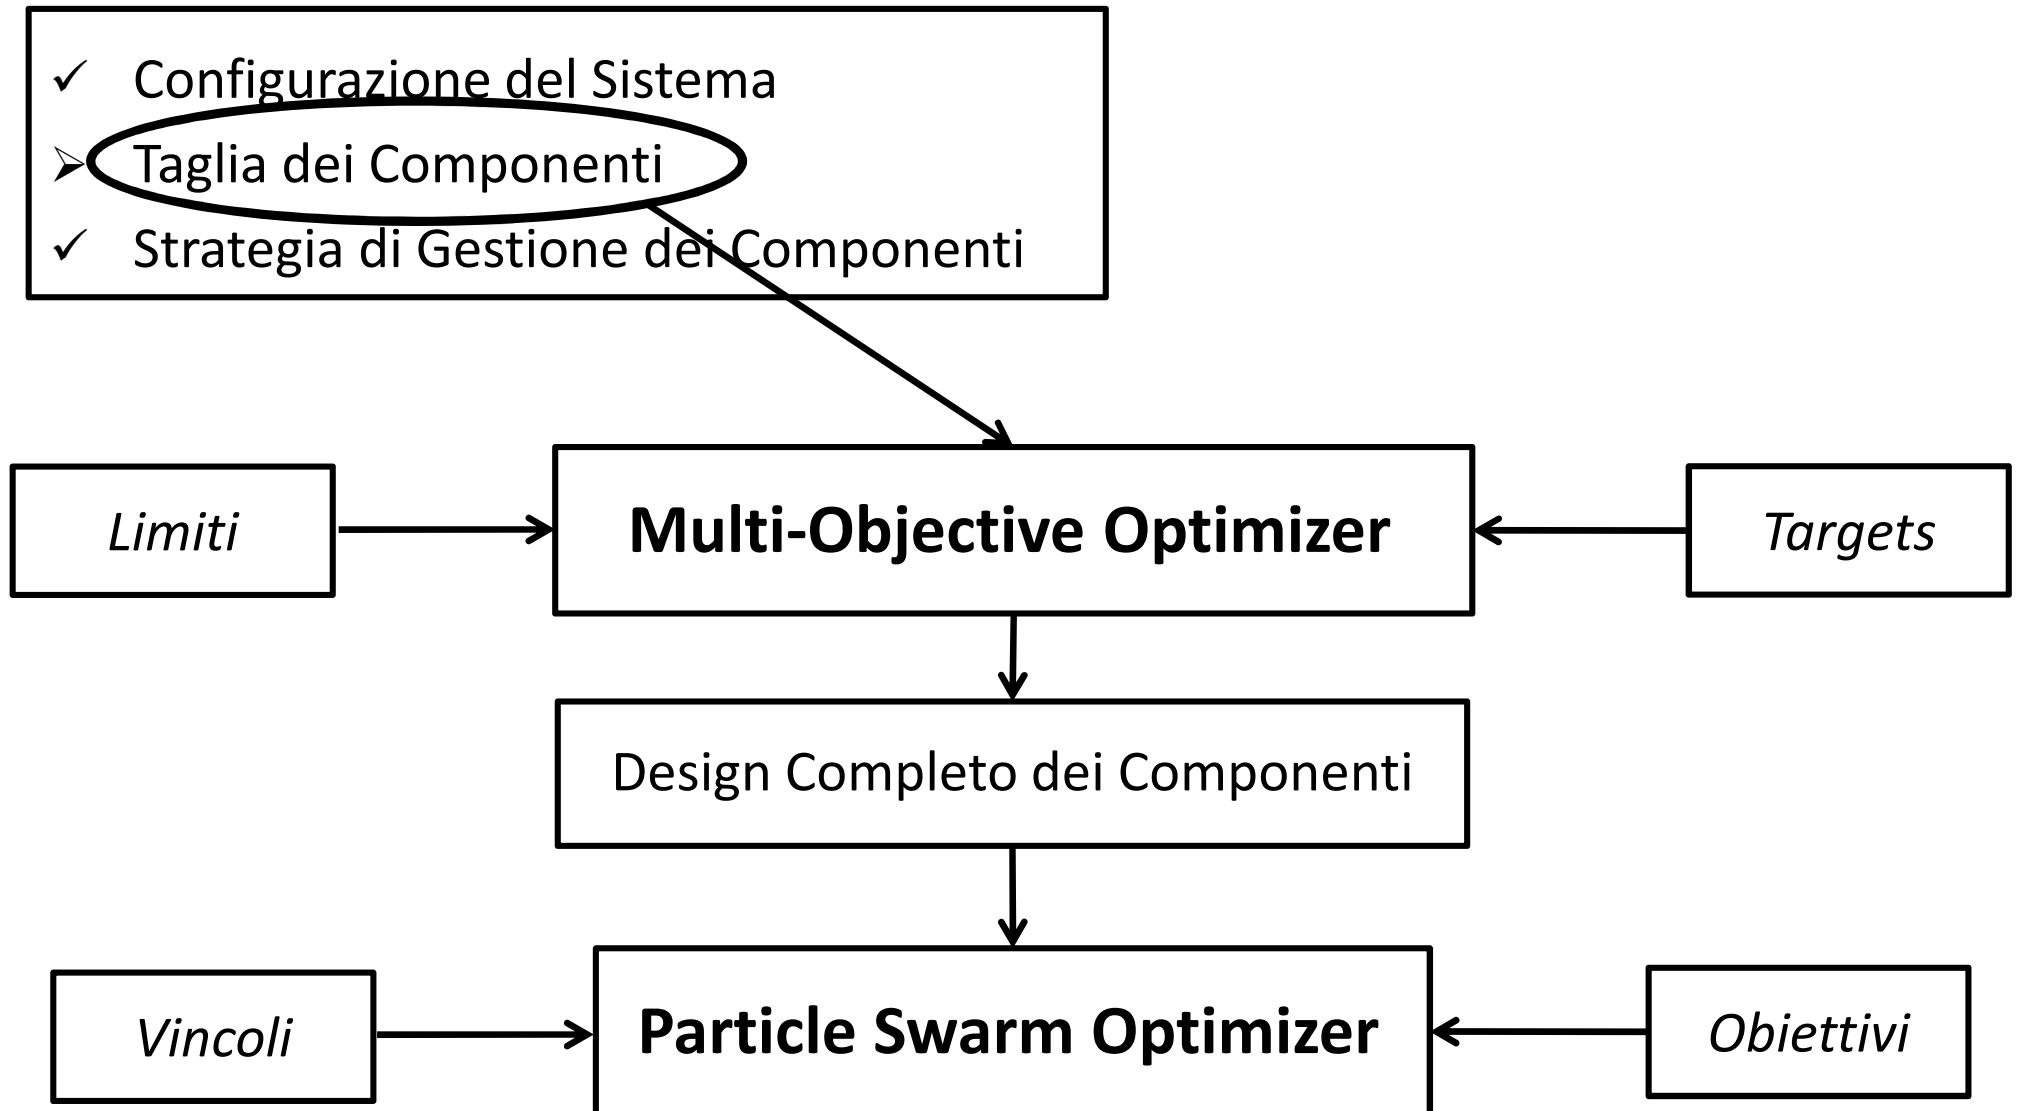 Configurazione del Sistema
Taglia dei Componenti
Strategia di Gestione dei Componenti
Limiti
Multi-Objective Optimizer
Targets
Design Completo dei Componenti
Vincoli
Particle Swarm Optimizer
Obiettivi